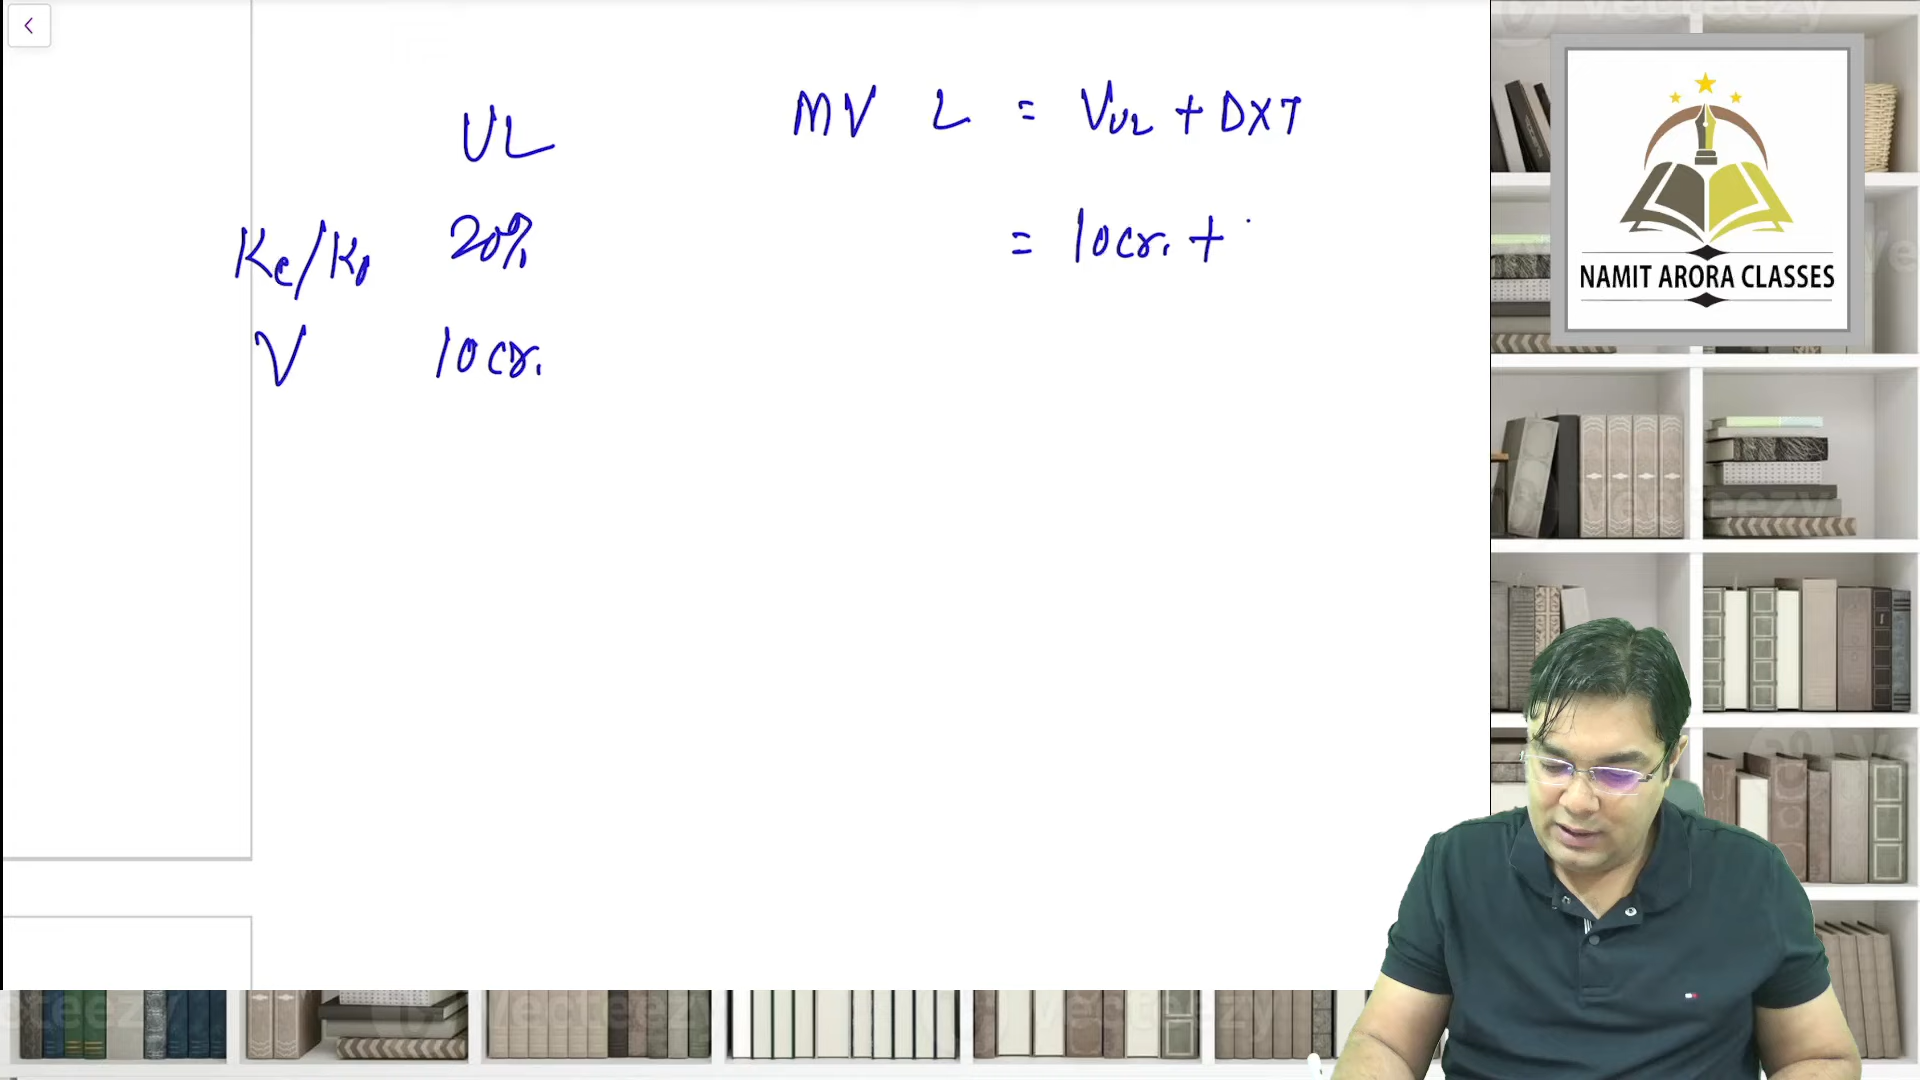 UL
Ke/Ko 20%
V 10cr.
MV L = VUL + DXT
= 10cr. +
NAMIT ARORA CLASSES